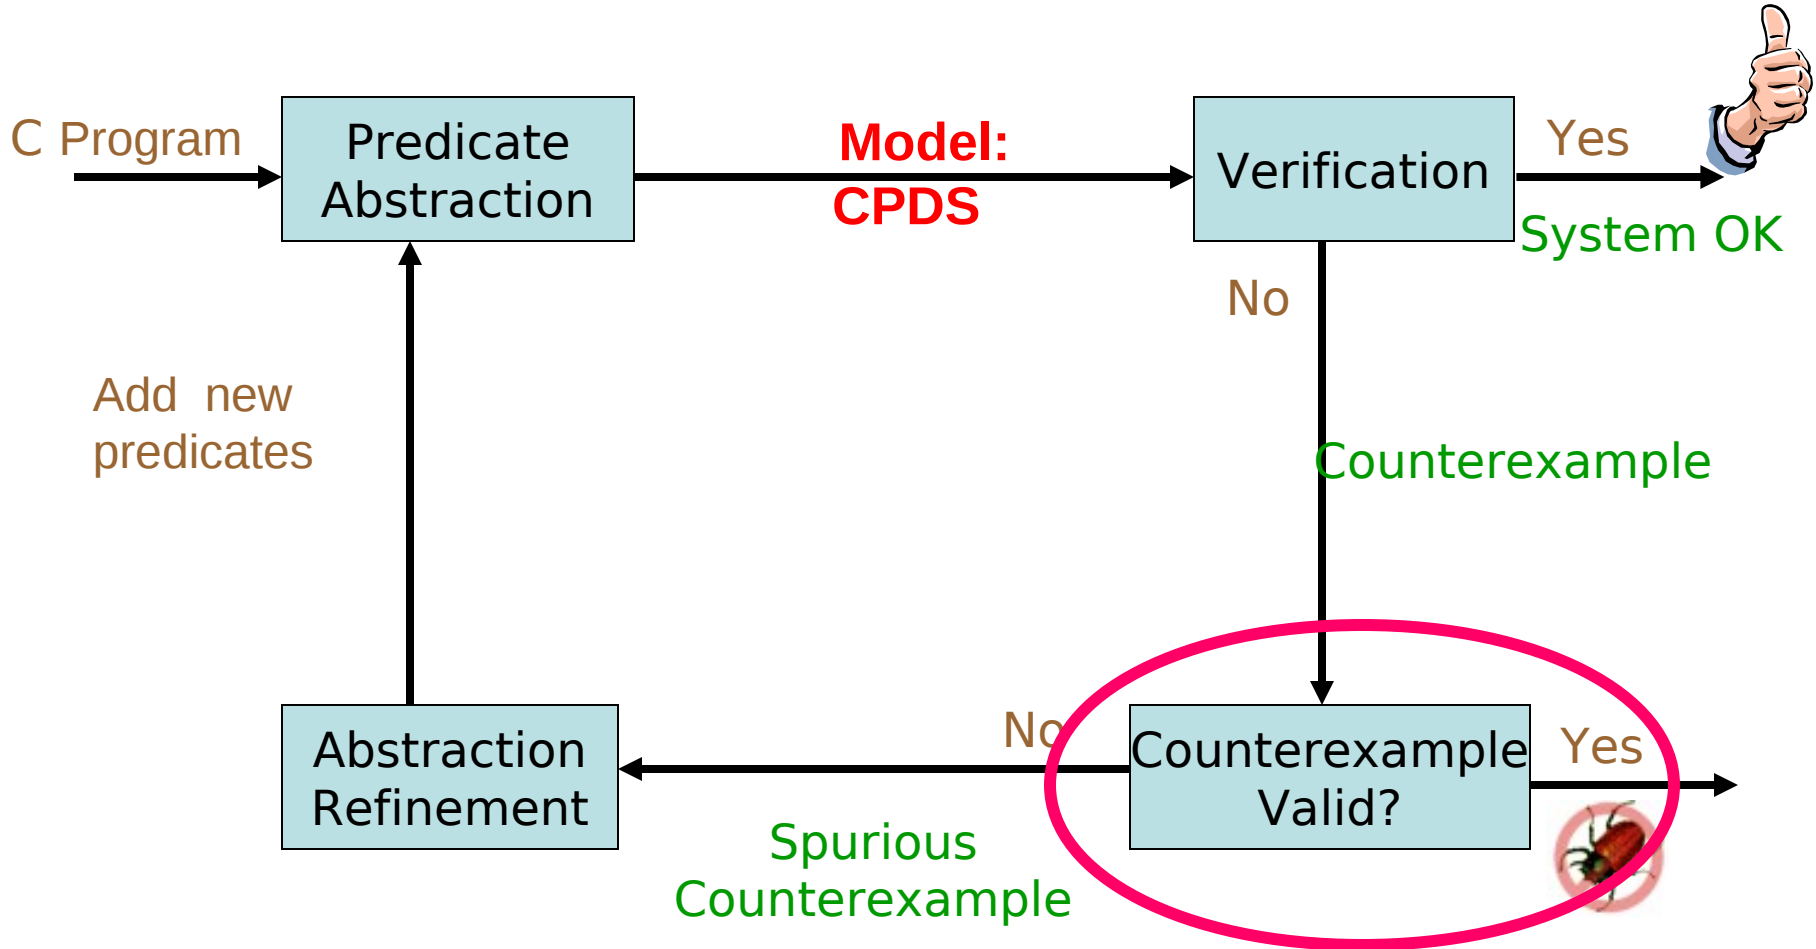 C Program
Predicate
Abstraction
Model:
CPDS
Verification
Yes
System OK
No
Add new
predicates
Counterexample
Abstraction
Refinement
No
Spurious
Counterexample
Counterexample
Valid?
Yes